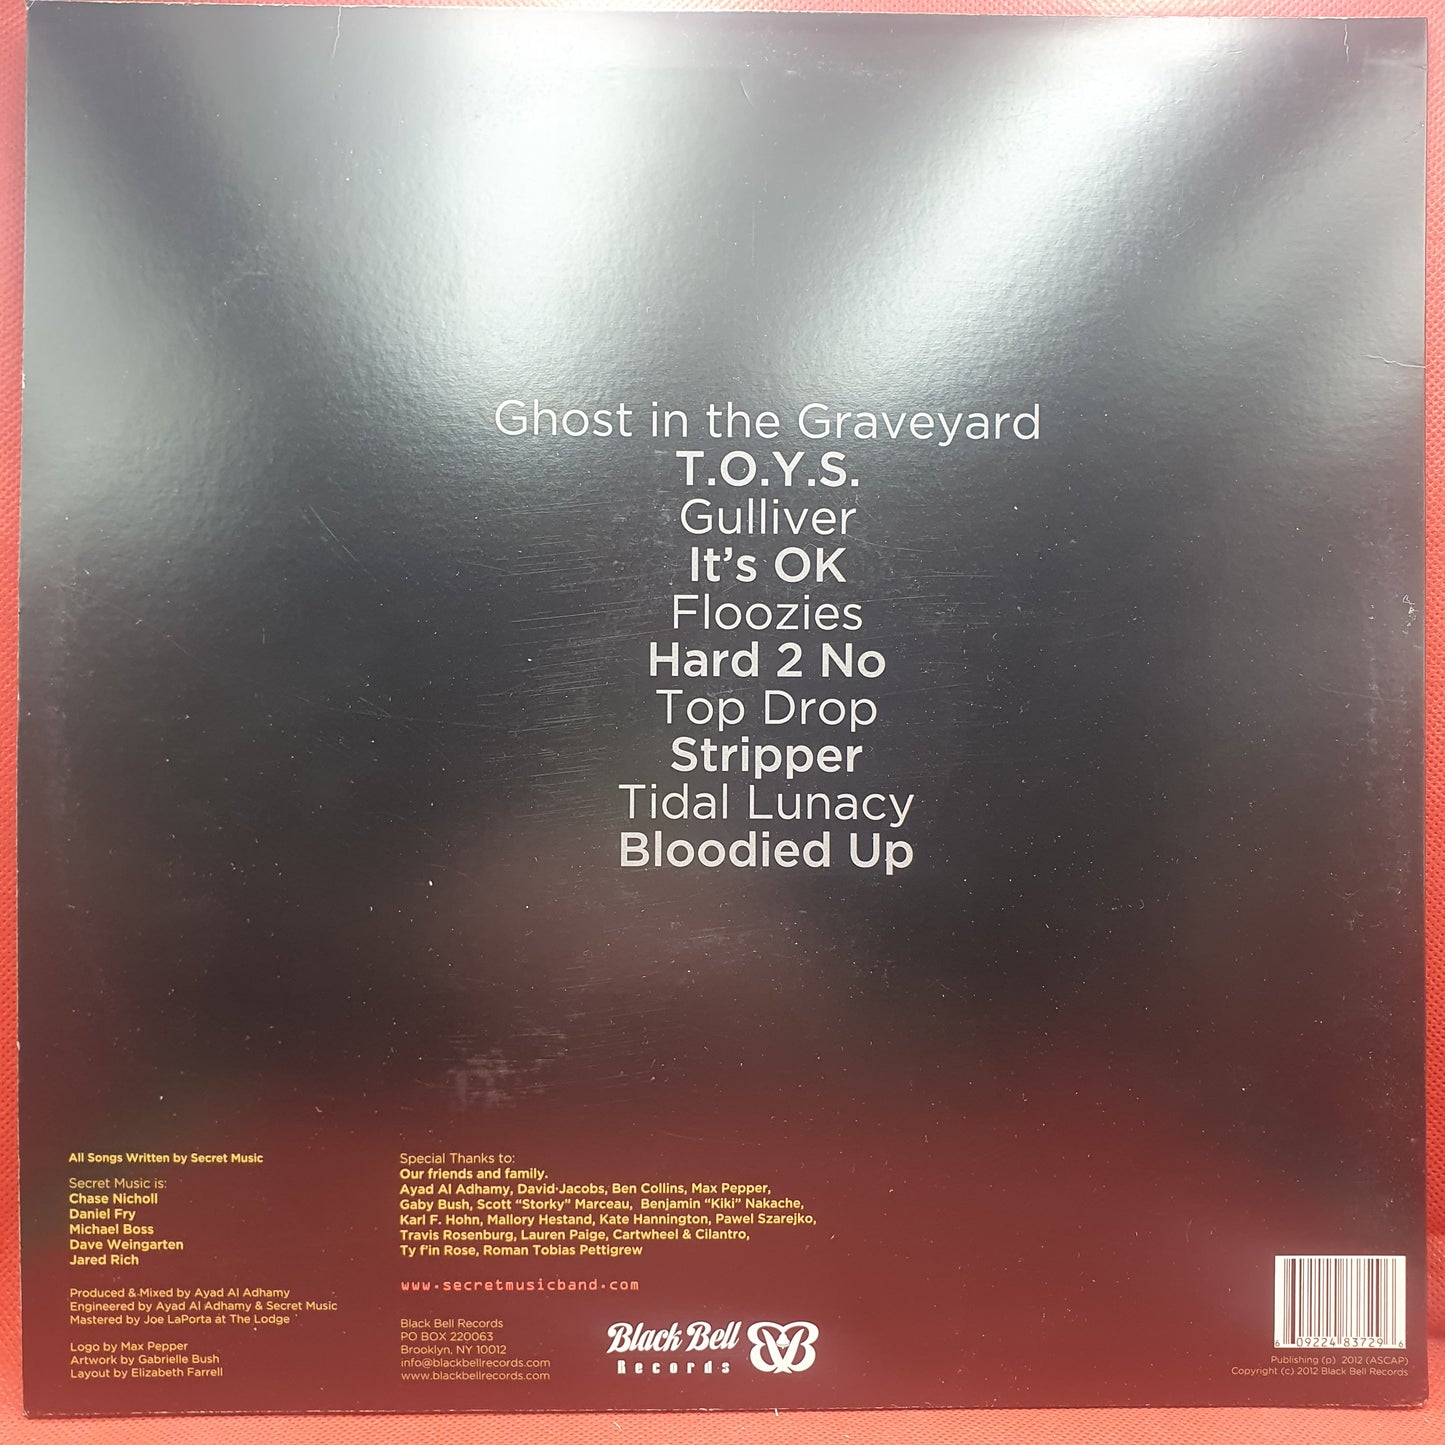 Ghost in the Graveyard
T.O.Y.S.
Gulliver
It's OK
Floozies
Hard 2 No
Top Drop
Stripper
Tidal Lunacy
Bloodied Up
All Songs Written by Secret Music
Secret Music is:
Chase Nicholl
Daniel Fry
Michael Boss
Dave Weingarten
Jared Rich
Produced & Mixed by Ayad Al Adhamy
Engineered by Ayad Al Adhamy & Secret Music
Mastered by Joe LaPorta at The Lodge
Logo by Max Pepper
Artwork by Gabrielle Bush
Layout by Elizabeth Farrell
Special Thanks to:
Our friends and family.
Ayad Al Adhamy, David Jacobs, Ben Collins, Max Pepper,
Gaby Bush, Scott "Storky" Marceau, Benjamin "Kiki" Nakache,
Karl F. Hohn, Mallory Hestand, Kate Hannington, Pawel Szarejko,
Travis Rosenburg, Lauren Paige, Cartwheel & Cilantro,
Ty f'in Rose, Roman Tobias Pettigrew
www.secretmusicband.com
Black Bell Records
PO BOX 220063
Brooklyn, NY 10012
info@blackbellrecords.com
www.blackbellrecords.com
Black Bell
Records
6 09224 83729 6
Publishing (p) 2012 (ASCAP)
Copyright (c) 2012 Black Bell Records